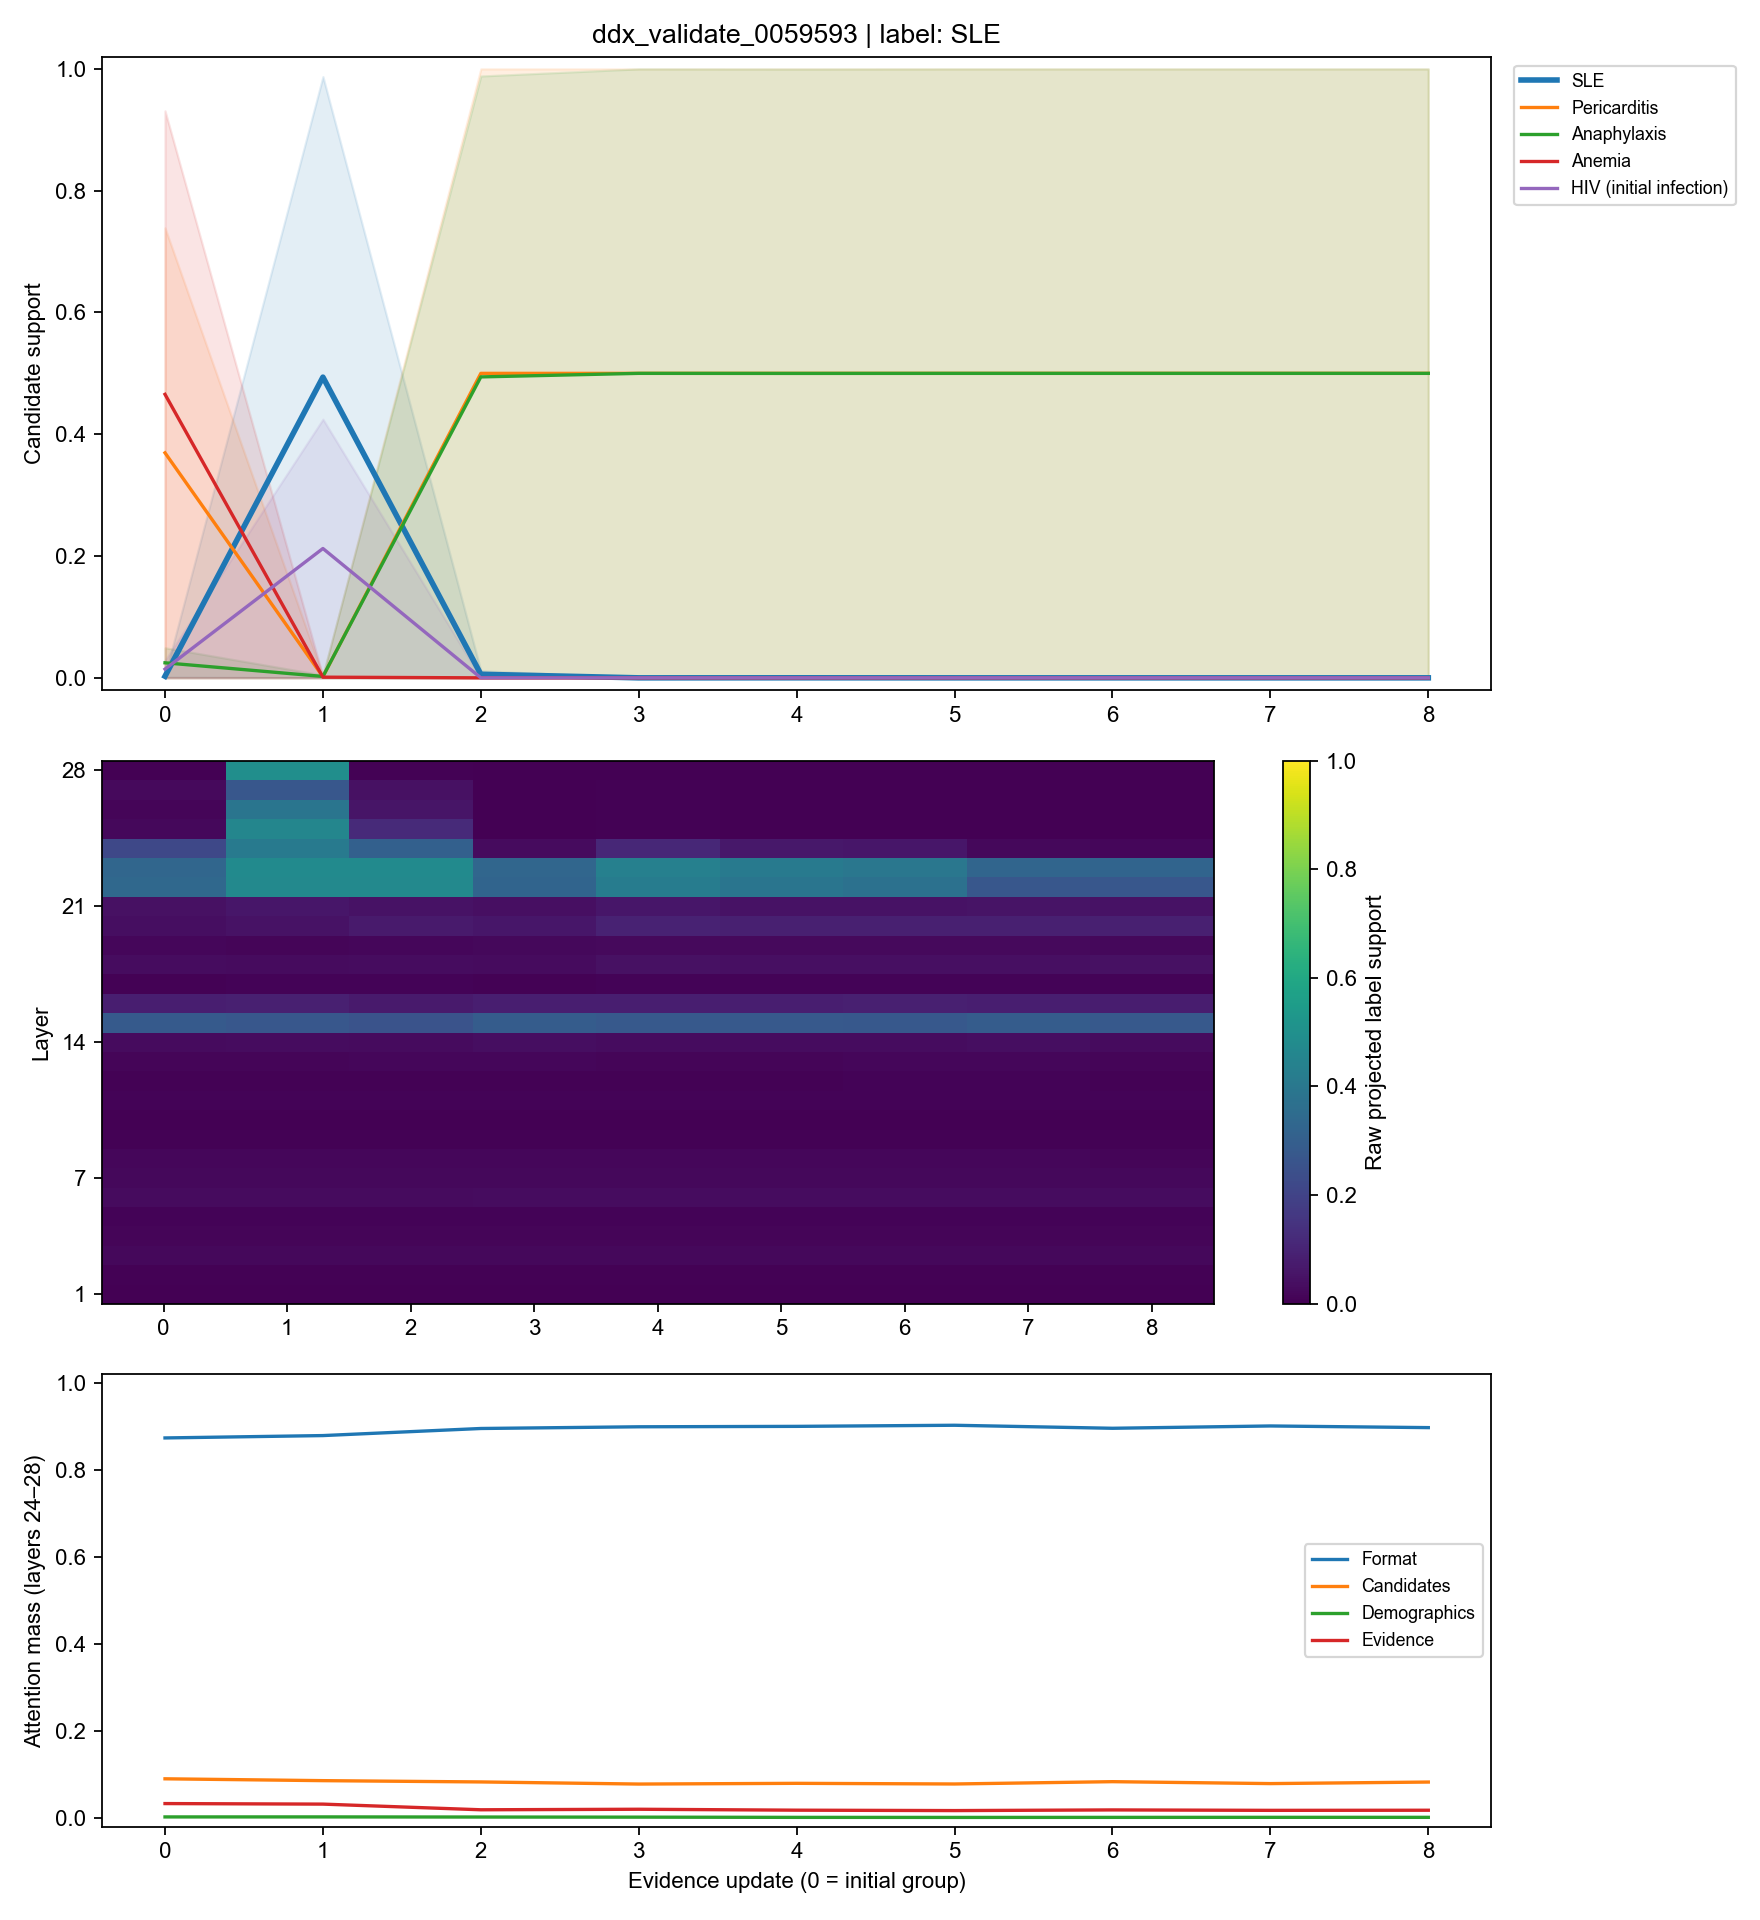 ddx_validate_0059593 | label: SLE
1.0
0.8
0.6
0.4
0.2
0.0
Candidate support
0 1 2 3 4 5 6 7 8
SLE
Pericarditis
Anaphylaxis
Anemia
HIV (initial infection)
28
21
14
7
1
Layer
0 1 2 3 4 5 6 7 8
1.0
0.8
0.6
0.4
0.2
0.0
Raw projected label support
1.0
0.8
0.6
0.4
0.2
0.0
Attention mass (layers 24–28)
Format
Candidates
Demographics
Evidence
0 1 2 3 4 5 6 7 8
Evidence update (0 = initial group)